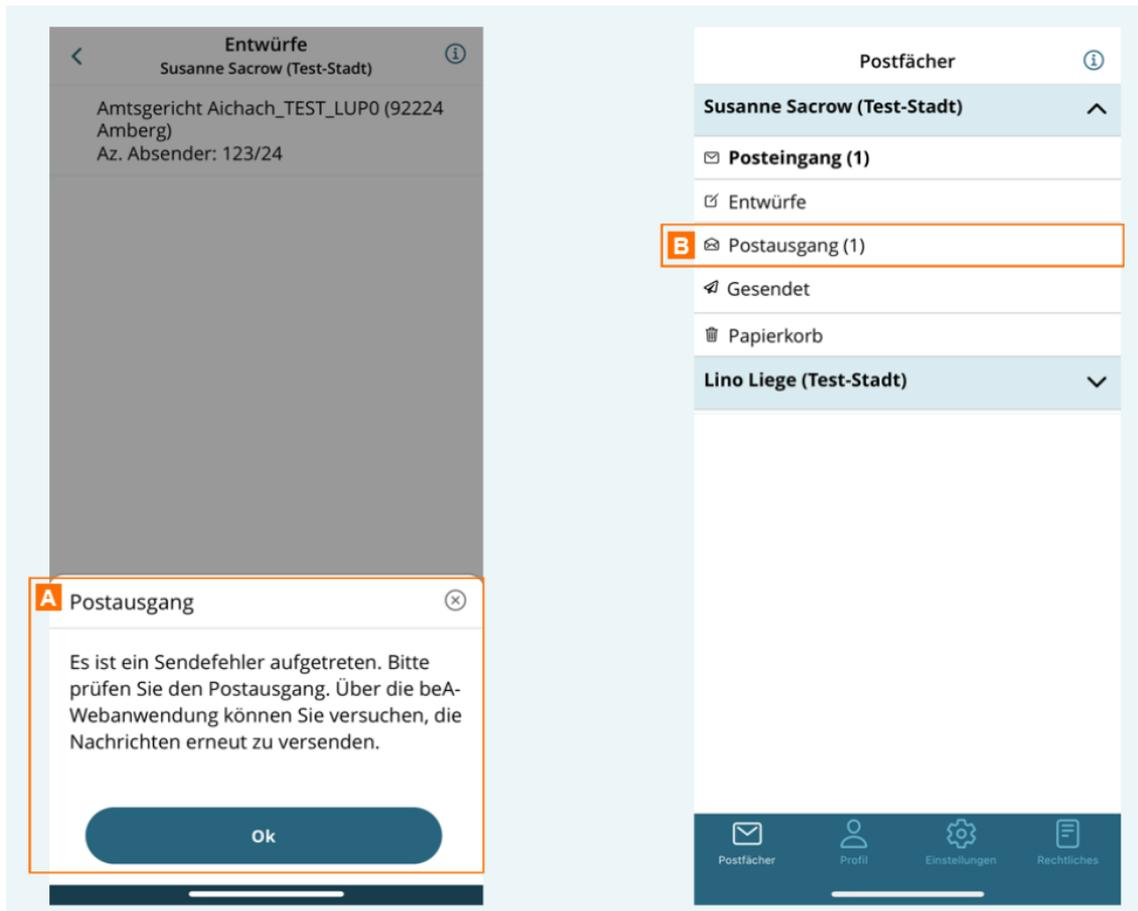 Entwürfe
Susanne Sacrow (Test-Stadt)
Amtsgericht Aichach_TEST_LUP0 (92224
Amberg)
Az. Absender: 123/24
A
Postausgang
Es ist ein Sendefehler aufgetreten. Bitte
prüfen Sie den Postausgang. Über die beA-
Webanwendung können Sie versuchen, die
Nachrichten erneut zu versenden.
Ok
Postfächer
Susanne Sacrow (Test-Stadt)
Posteingang (1)
Entwürfe
B
Postausgang (1)
Gesendet
Papierkorb
Lino Liege (Test-Stadt)
Postfächer
Profil
Einstellungen
Rechtliches